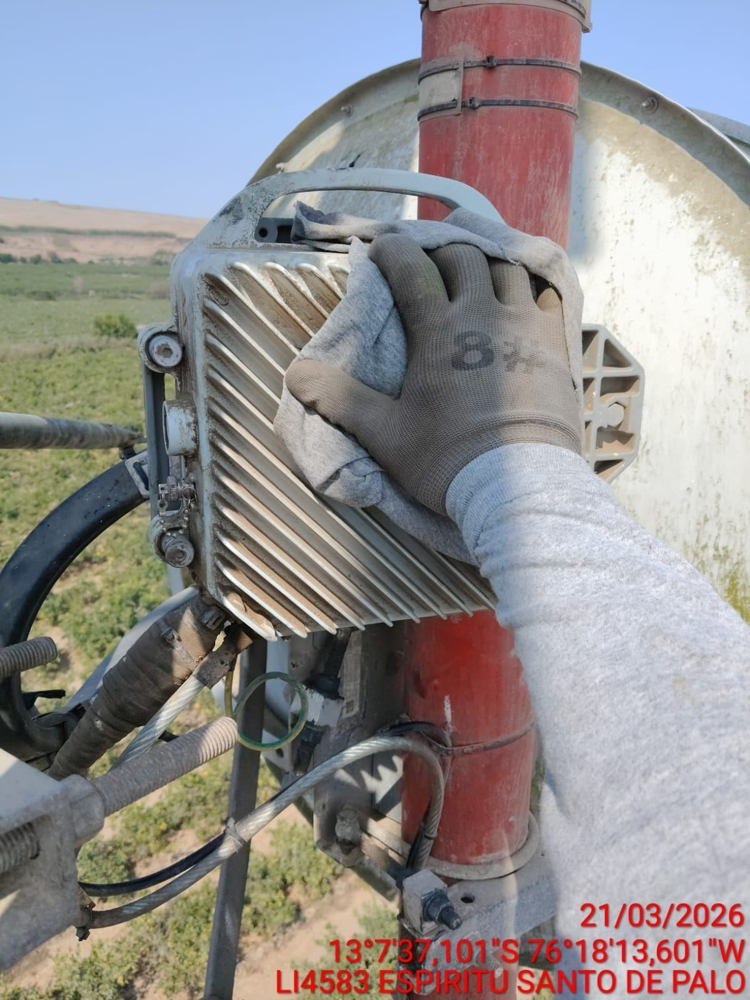 8#
21/03/2026
13°7'37,101"S 76°18'13,601"W
LI4583 ESPIRITU SANTO DE PALO